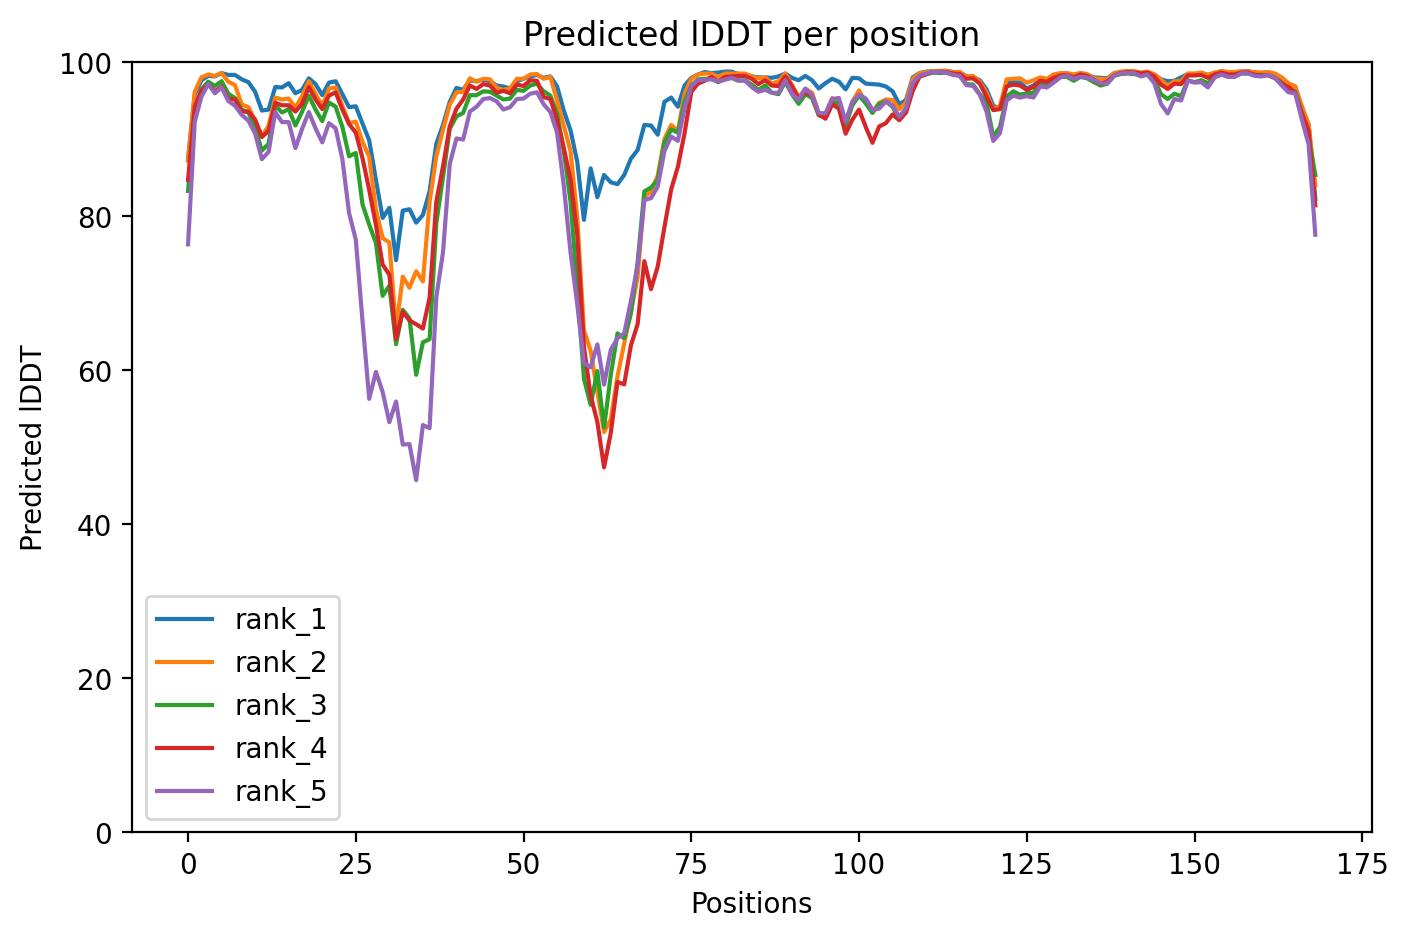 Predicted lDDT per position
100
80
60
40
20
0
Predicted lDDT
rank_1
rank_2
rank_3
rank_4
rank_5
0 25 50 75 100 125 150 175
Positions